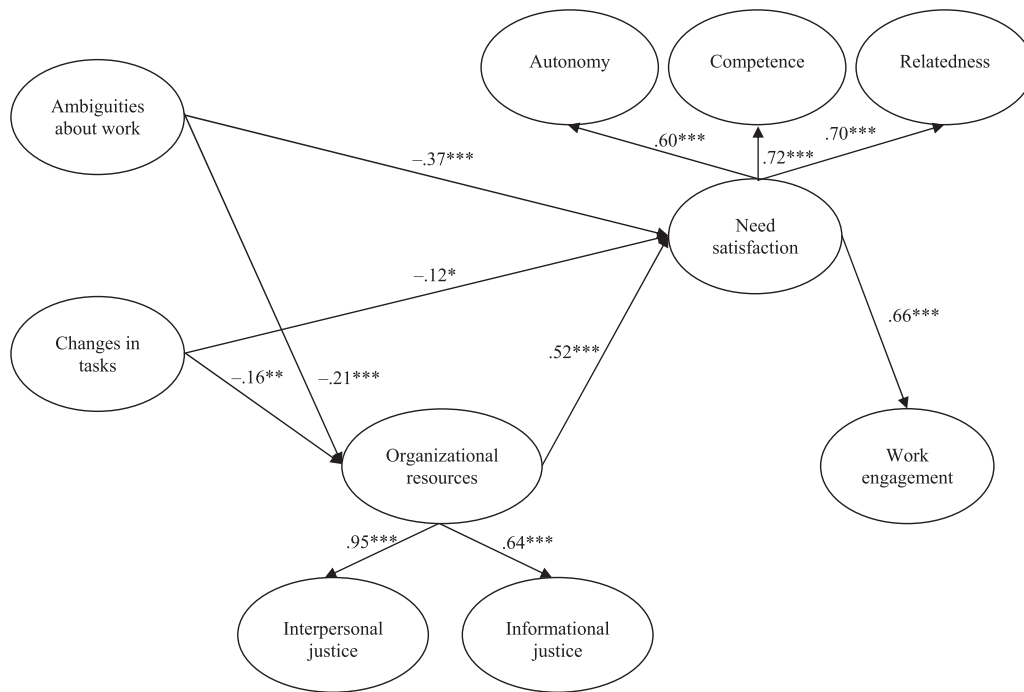 Autonomy
Competence
Relatedness
Ambiguities
about work
.60***
.72***
.70***
–.37***
Need
satisfaction
–.12*
.66***
Changes in
tasks
.52***
–.16**
–.21***
Organizational
resources
Work
engagement
.95***
.64***
Interpersonal
justice
Informational
justice